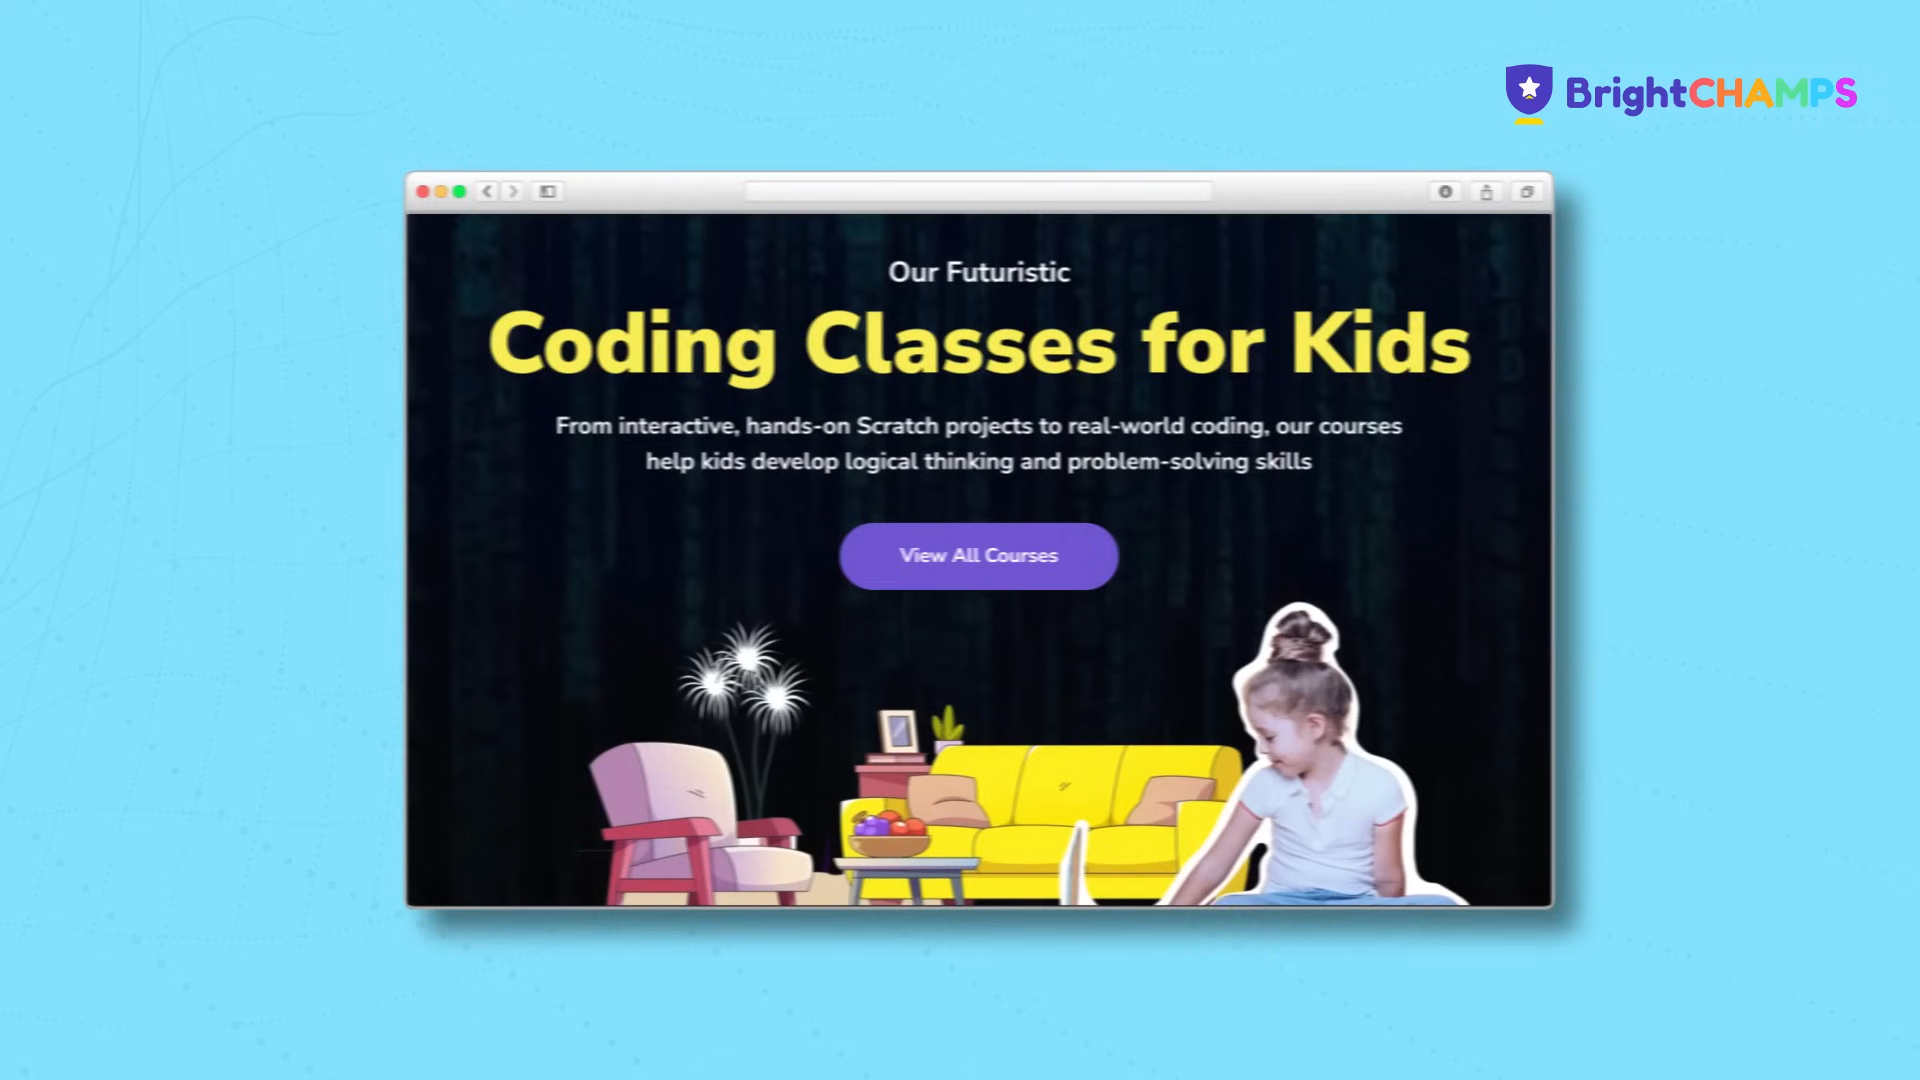 BrightCHAMPS
Our Futuristic
Coding Classes for Kids
From interactive, hands-on Scratch projects to real-world coding, our courses
help kids develop logical thinking and problem-solving skills
View All Courses